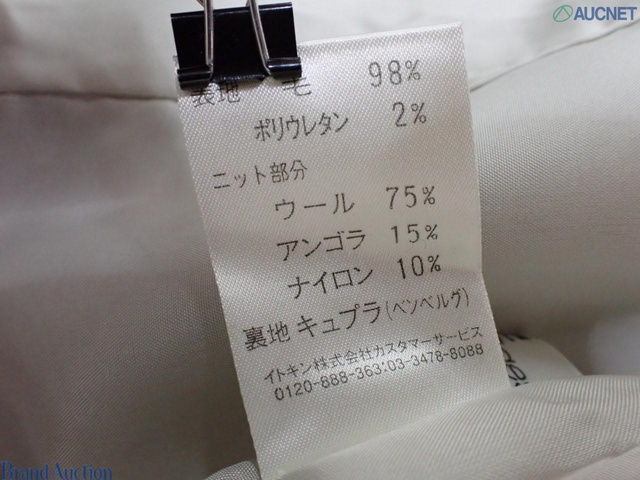 AUCNET
表地 毛 98%
ポリウレタン 2%
ニット部分
ウール 75%
アンゴラ 15%
ナイロン 10%
裏地 キュプラ(ベンベルグ)
イトキン株式会社カスタマーサービス
0120-888-363:03-3478-8088
Brand Auction